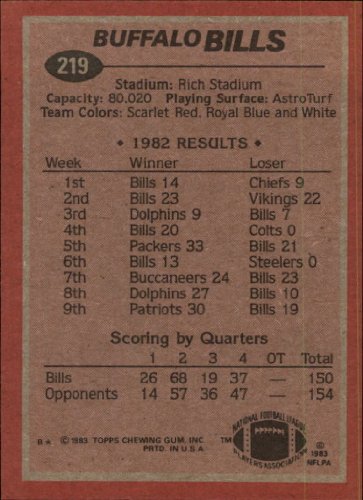 BUFFALO BILLS
219
Stadium: Rich Stadium
Capacity: 80,020 Playing Surface: AstroTurf
Team Colors: Scarlet Red, Royal Blue and White
• 1982 RESULTS •
Week Winner Loser
1st Bills 14 Chiefs 9
2nd Bills 23 Vikings 22
3rd Dolphins 9 Bills 7
4th Bills 20 Colts 0
5th Packers 33 Bills 21
6th Bills 13 Steelers 0
7th Buccaneers 24 Bills 23
8th Dolphins 27 Bills 10
9th Patriots 30 Bills 19
Scoring by Quarters
1 2 3 4 OT Total
Bills 26 68 19 37 — 150
Opponents 14 57 36 47 — 154
B★ © 1983 TOPPS CHEWING GUM, INC.
PRTD. IN U.S.A.
NATIONAL FOOTBALL LEAGUE
PLAYERS ASSOCIATION
© 1983
NFLPA